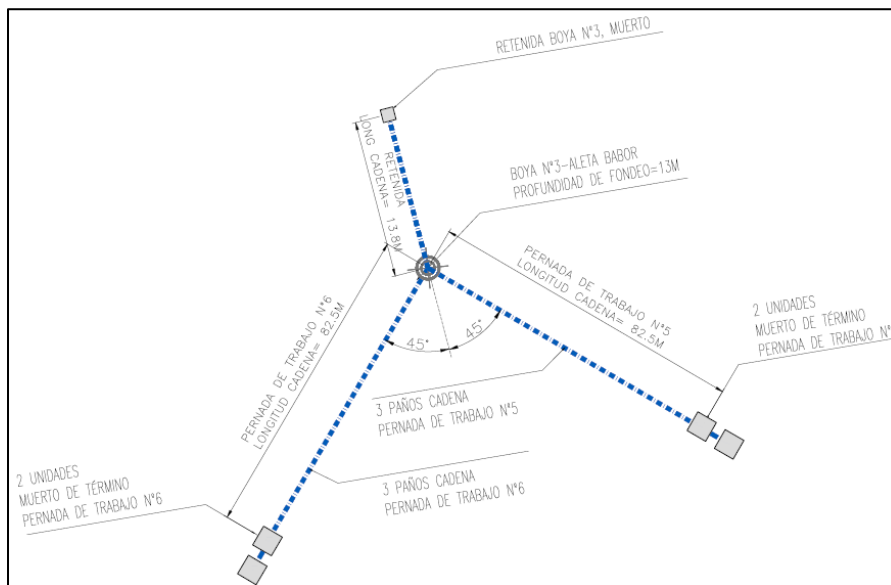 RETENIDA BOYA N°3, MUERTO
RETENIDA
LONG CADENA= 13.8M
BOYA N°3-ALETA BABOR
PROFUNDIDAD DE FONDEO=13M
PERNADA DE TRABAJO N°5
LONGITUD CADENA= 82.5M
2 UNIDADES
MUERTO DE TÉRMINO
PERNADA DE TRABAJO N°
PERNADA DE TRABAJO N°6
LONGITUD CADENA= 82.5M
45°
45°
3 PAÑOS CADENA
PERNADA DE TRABAJO N°5
3 PAÑOS CADENA
PERNADA DE TRABAJO N°6
2 UNIDADES
MUERTO DE TÉRMINO
PERNADA DE TRABAJO N°6